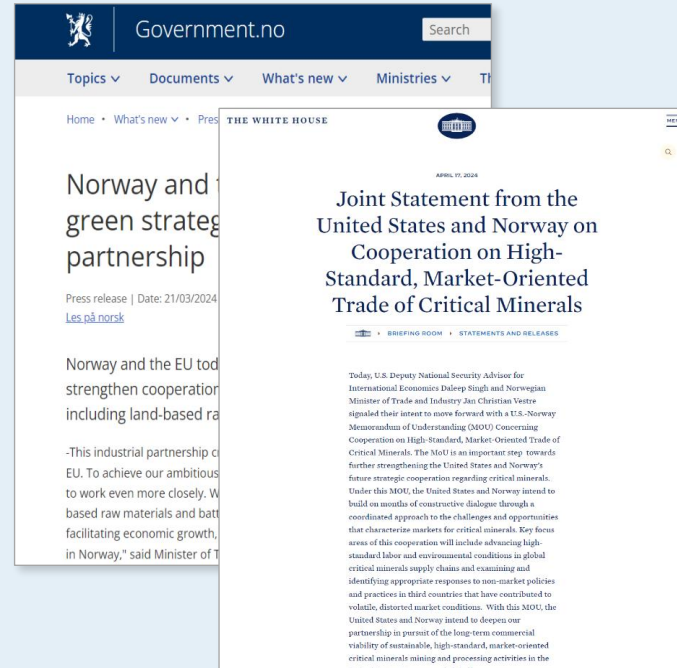 Government.no
Search
Topics
Documents
What's new
Ministries
Home • What's new • Pres
Norway and
green strateg
partnership
Press release | Date: 21/03/2024
Les på norsk
Norway and the EU tod
strengthen cooperation
including land-based ra
-This industrial partnership
EU. To achieve our ambitious
to work even more closely. W
based raw materials and batt
facilitating economic growth,
in Norway," said Minister of T
THE WHITE HOUSE
APRIL 17, 2024
Joint Statement from the
United States and Norway on
Cooperation on High-
Standard, Market-Oriented
Trade of Critical Minerals
BRIEFING ROOM
STATEMENTS AND RELEASES
Today, U.S. Deputy National Security Advisor for
International Economics Daleep Singh and Norwegian
Minister of Trade and Industry Jan Christian Vestre
signaled their intent to move forward with a U.S.-Norway
Memorandum of Understanding (MOU) Concerning
Cooperation on High-Standard, Market-Oriented Trade of
Critical Minerals. The MoU is an important step towards
further strengthening the United States and Norway's
future strategic cooperation regarding critical minerals.
Under this MOU, the United States and Norway intend to
build on months of constructive dialogue through a
coordinated approach to the challenges and opportunities
that characterize markets for critical minerals. Key focus
areas of this cooperation will include advancing high-
standard labor and environmental conditions in global
critical minerals supply chains and examining and
identifying appropriate responses to non-market policies
and practices in third countries that have contributed to
volatile, distorted market conditions. With this MOU, the
United States and Norway intend to deepen our
partnership in pursuit of the long-term commercial
viability of sustainable, high-standard, market-oriented
critical minerals mining and processing activities in the